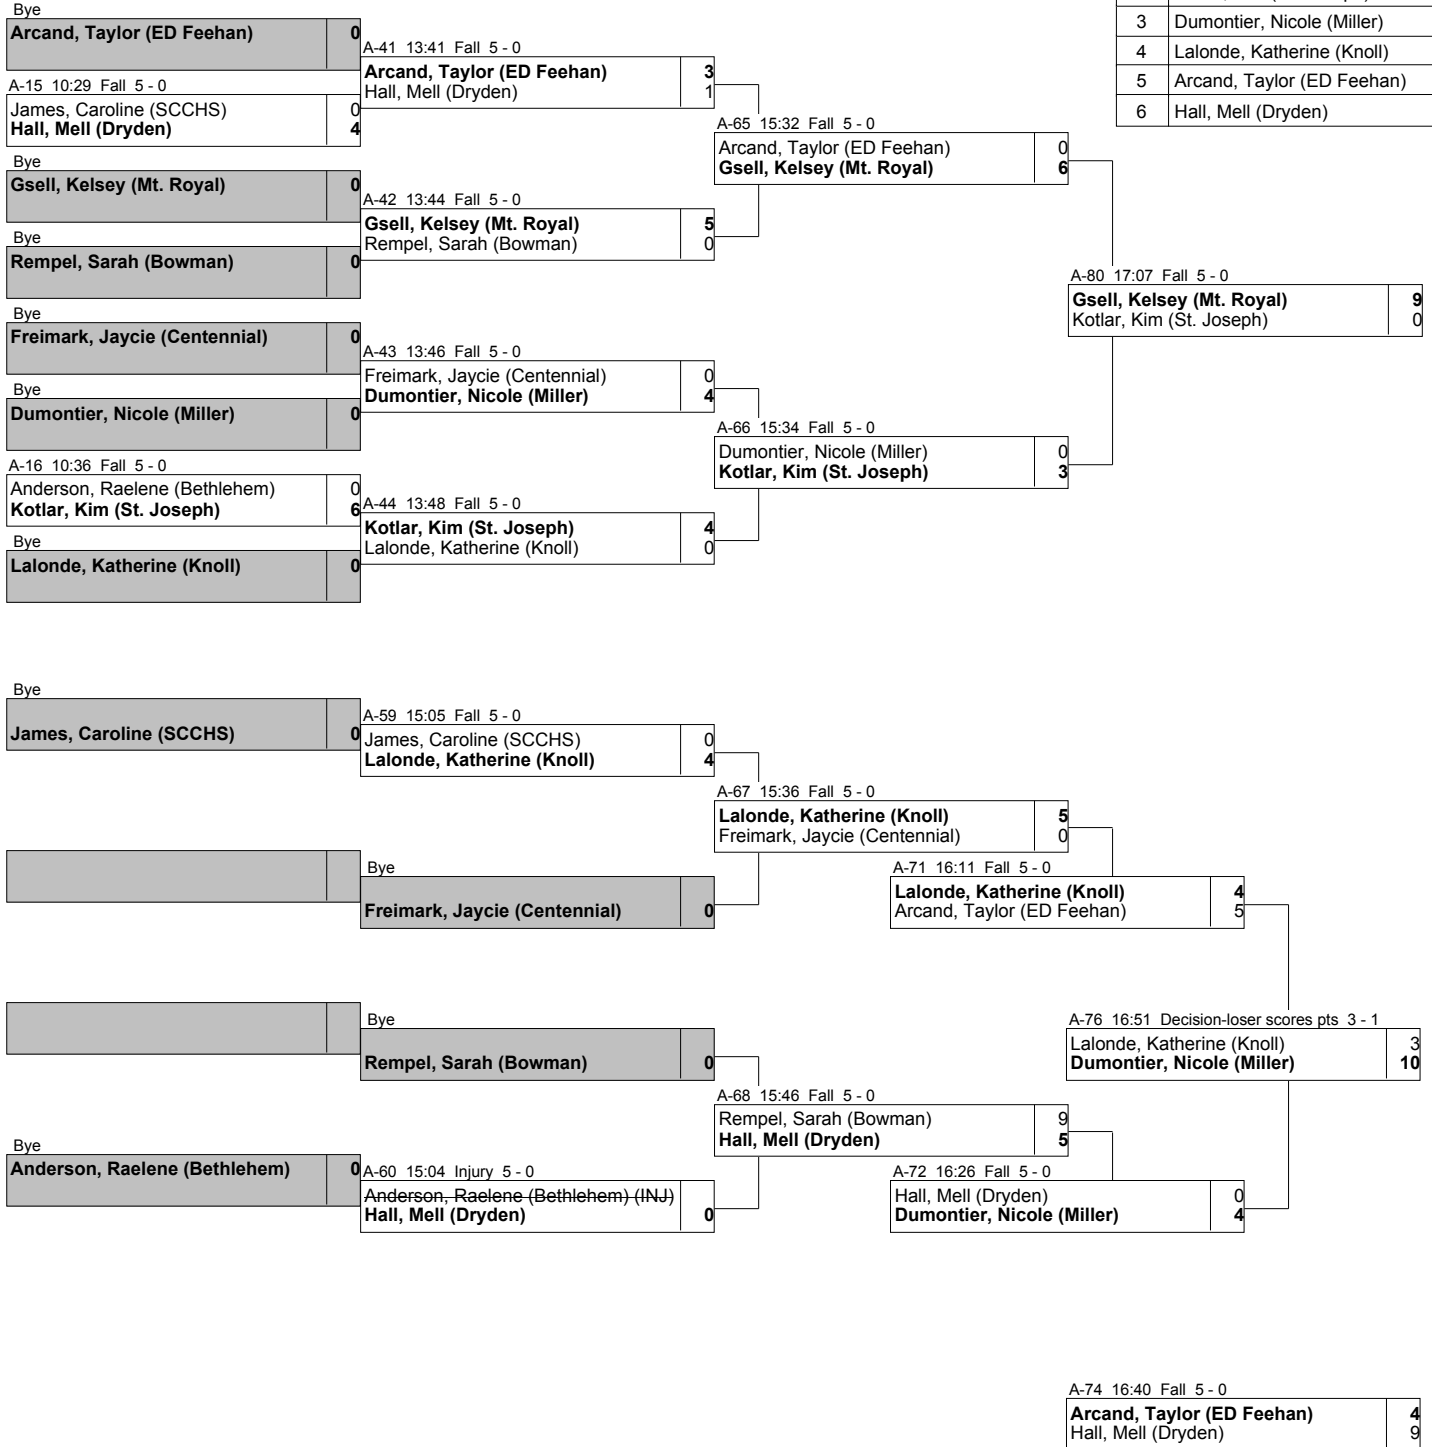 Bye
Arcand, Taylor (ED Feehan) 0
A-15 10:29 Fall 5 - 0
James, Caroline (SCCHS) 0
Hall, Mell (Dryden) 4
Bye
Gsell, Kelsey (Mt. Royal) 0
Bye
Rempel, Sarah (Bowman) 0
Bye
Freimark, Jaycie (Centennial) 0
Bye
Dumontier, Nicole (Miller) 0
A-16 10:36 Fall 5 - 0
Anderson, Raelene (Bethlehem) 0
Kotlar, Kim (St. Joseph) 6
Bye
Lalonde, Katherine (Knoll) 0
A-41 13:41 Fall 5 - 0
Arcand, Taylor (ED Feehan) 3
Hall, Mell (Dryden) 1
A-42 13:44 Fall 5 - 0
Gsell, Kelsey (Mt. Royal) 5
Rempel, Sarah (Bowman) 0
A-43 13:46 Fall 5 - 0
Freimark, Jaycie (Centennial) 0
Dumontier, Nicole (Miller) 4
A-44 13:48 Fall 5 - 0
Kotlar, Kim (St. Joseph) 4
Lalonde, Katherine (Knoll) 0
A-65 15:32 Fall 5 - 0
Arcand, Taylor (ED Feehan) 0
Gsell, Kelsey (Mt. Royal) 6
A-66 15:34 Fall 5 - 0
Dumontier, Nicole (Miller) 0
Kotlar, Kim (St. Joseph) 3
A-80 17:07 Fall 5 - 0
Gsell, Kelsey (Mt. Royal) 9
Kotlar, Kim (St. Joseph) 0
3 Dumontier, Nicole (Miller)
4 Lalonde, Katherine (Knoll)
5 Arcand, Taylor (ED Feehan)
6 Hall, Mell (Dryden)
Bye
James, Caroline (SCCHS) 0
Bye
Anderson, Raelene (Bethlehem) 0
A-59 15:05 Fall 5 - 0
James, Caroline (SCCHS) 0
Lalonde, Katherine (Knoll) 4
Bye
Freimark, Jaycie (Centennial) 0
Bye
Rempel, Sarah (Bowman) 0
A-60 15:04 Injury 5 - 0
Anderson, Raelene (Bethlehem) (INJ)
Hall, Mell (Dryden) 0
A-67 15:36 Fall 5 - 0
Lalonde, Katherine (Knoll) 5
Freimark, Jaycie (Centennial) 0
A-68 15:46 Fall 5 - 0
Rempel, Sarah (Bowman) 9
Hall, Mell (Dryden) 5
A-71 16:11 Fall 5 - 0
Lalonde, Katherine (Knoll) 4
Arcand, Taylor (ED Feehan) 5
A-72 16:26 Fall 5 - 0
Hall, Mell (Dryden) 0
Dumontier, Nicole (Miller) 4
A-76 16:51 Decision-loser scores pts 3 - 1
Lalonde, Katherine (Knoll) 3
Dumontier, Nicole (Miller) 10
A-74 16:40 Fall 5 - 0
Arcand, Taylor (ED Feehan) 4
Hall, Mell (Dryden) 9